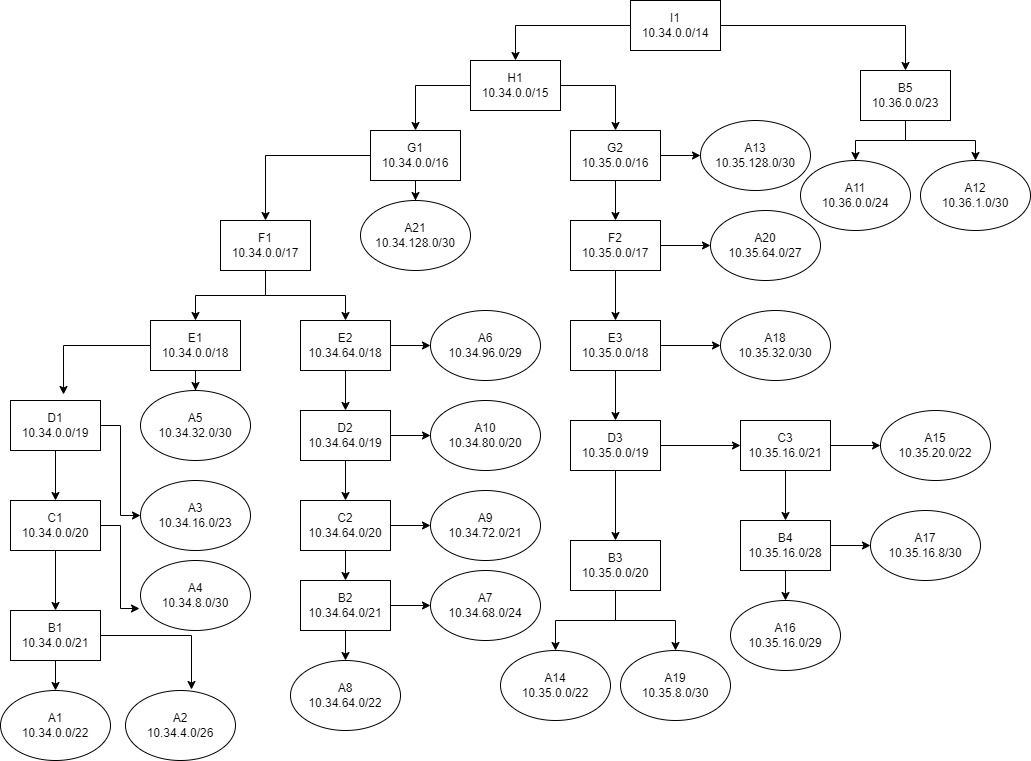 I1
10.34.0.0/14
H1
10.34.0.0/15
B5
10.36.0.0/23
G1
10.34.0.0/16
G2
10.35.0.0/16
A13
10.35.128.0/30
A11
10.36.0.0/24
A12
10.36.1.0/30
A21
10.34.128.0/30
F1
10.34.0.0/17
F2
10.35.0.0/17
A20
10.35.64.0/27
E1
10.34.0.0/18
E2
10.34.64.0/18
A6
10.34.96.0/29
E3
10.35.0.0/18
A18
10.35.32.0/30
D1
10.34.0.0/19
A5
10.34.32.0/30
D2
10.34.64.0/19
A10
10.34.80.0/20
D3
10.35.0.0/19
C3
10.35.16.0/21
A15
10.35.20.0/22
C1
10.34.0.0/20
A3
10.34.16.0/23
C2
10.34.64.0/20
A9
10.34.72.0/21
B4
10.35.16.0/28
A17
10.35.16.8/30
B3
10.35.0.0/20
A4
10.34.8.0/30
B2
10.34.64.0/21
A7
10.34.68.0/24
B1
10.34.0.0/21
A16
10.35.16.0/29
A8
10.34.64.0/22
A14
10.35.0.0/22
A19
10.35.8.0/30
A1
10.34.0.0/22
A2
10.34.4.0/26